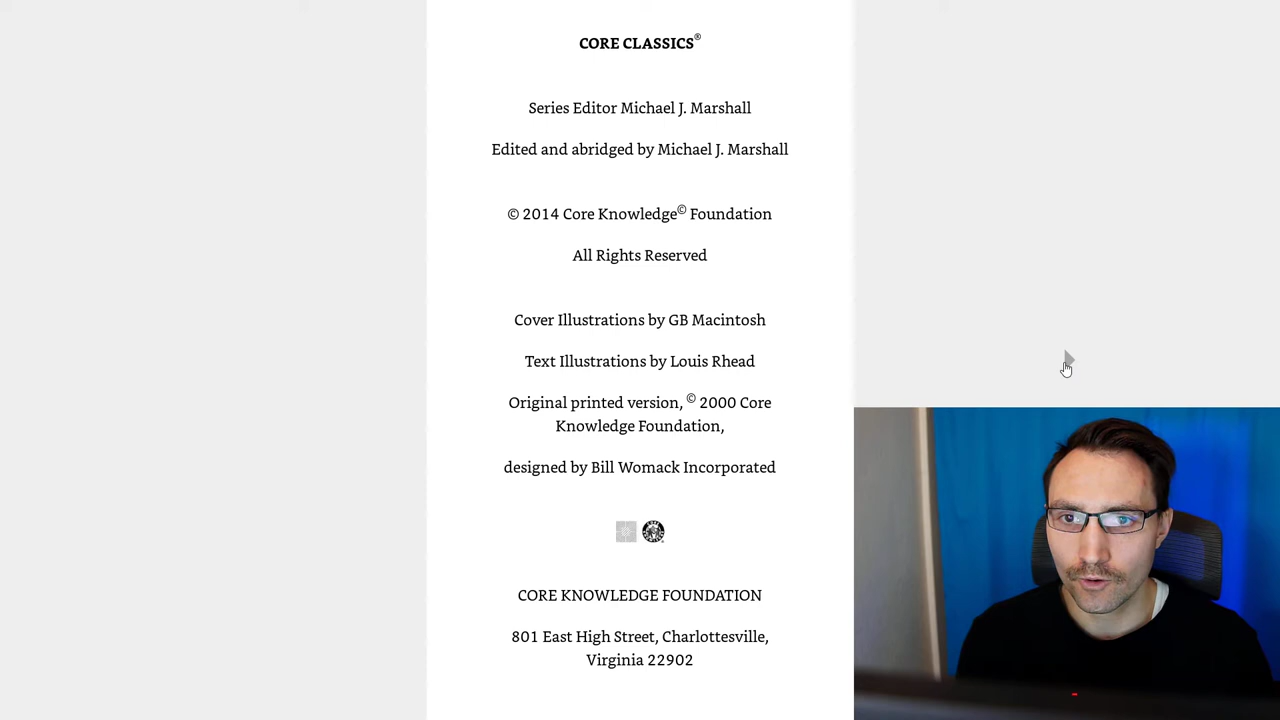 CORE CLASSICS®
Series Editor Michael J. Marshall
Edited and abridged by Michael J. Marshall
© 2014 Core Knowledge© Foundation
All Rights Reserved
Cover Illustrations by GB Macintosh
Text Illustrations by Louis Rhead
Original printed version, © 2000 Core
Knowledge Foundation,
designed by Bill Womack Incorporated
CORE KNOWLEDGE FOUNDATION
801 East High Street, Charlottesville,
Virginia 22902